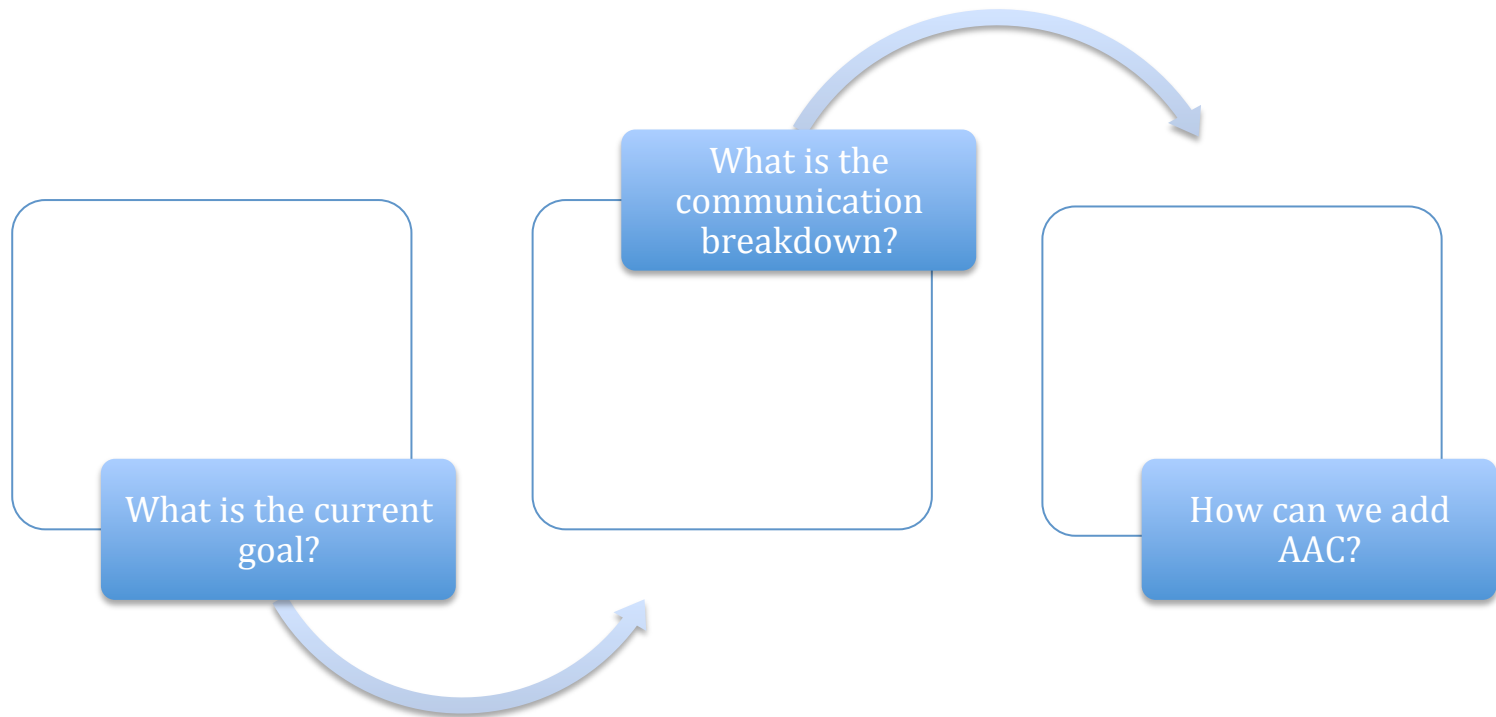 What is the current
goal?
What is the
communication
breakdown?
How can we add
AAC?